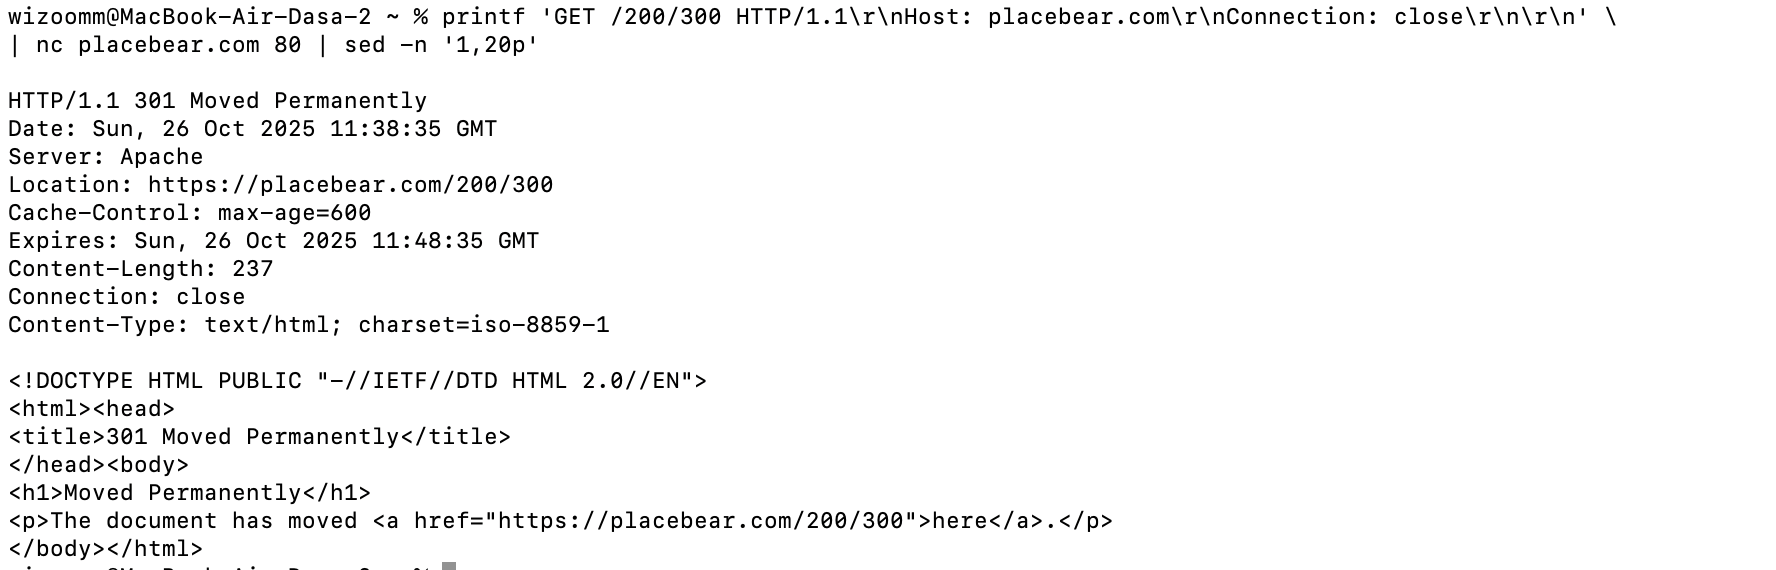 wizoomm@MacBook-Air-Dasa-2 ~ % printf 'GET /200/300 HTTP/1.1\r\nHost: placebear.com\r\nConnection: close\r\n\r\n' \
| nc placebear.com 80 | sed -n '1,20p'
HTTP/1.1 301 Moved Permanently
Date: Sun, 26 Oct 2025 11:38:35 GMT
Server: Apache
Location: https://placebear.com/200/300
Cache-Control: max-age=600
Expires: Sun, 26 Oct 2025 11:48:35 GMT
Content-Length: 237
Connection: close
Content-Type: text/html; charset=iso-8859-1
<!DOCTYPE HTML PUBLIC "-//IETF//DTD HTML 2.0//EN">
<html><head>
<title>301 Moved Permanently</title>
</head><body>
<h1>Moved Permanently</h1>
<p>The document has moved <a href="https://placebear.com/200/300">here</a>.</p>
</body></html>